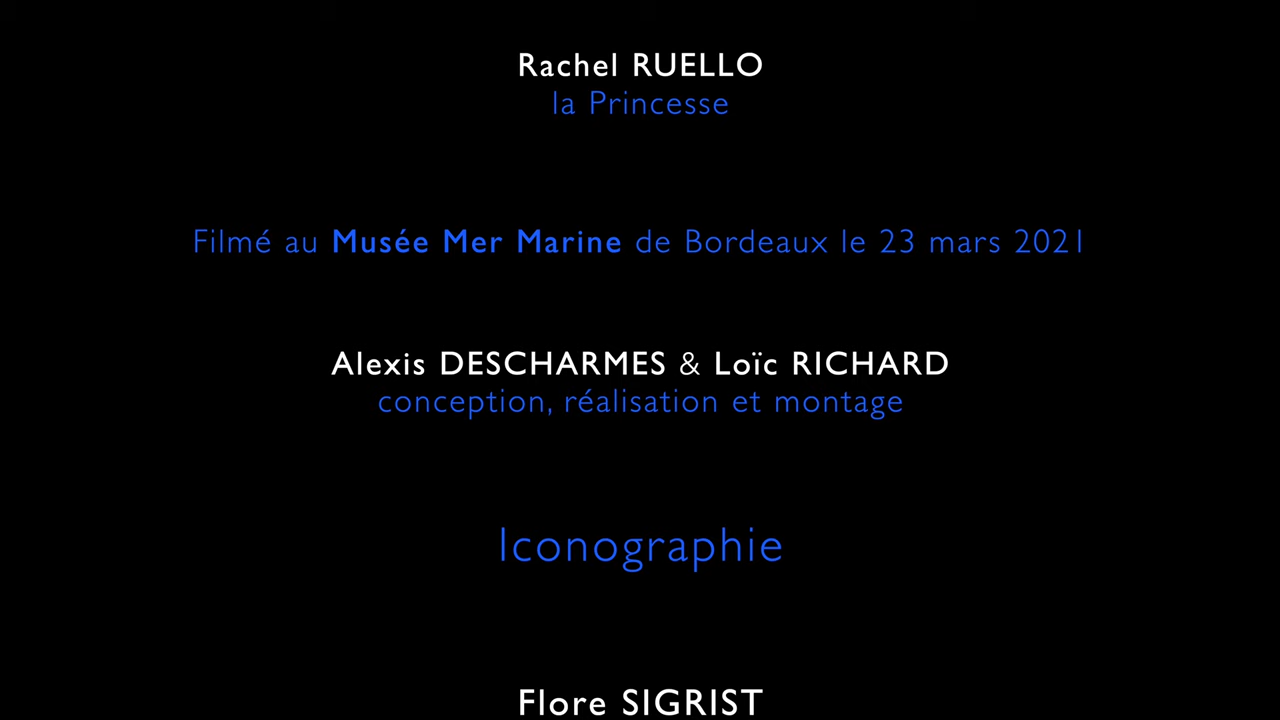 Rachel RUELLO
la Princesse
Filmé au Musée Mer Marine de Bordeaux le 23 mars 2021
Alexis DESCHARMES & Loïc RICHARD
conception, réalisation et montage
Iconographie
Flore SIGRIST